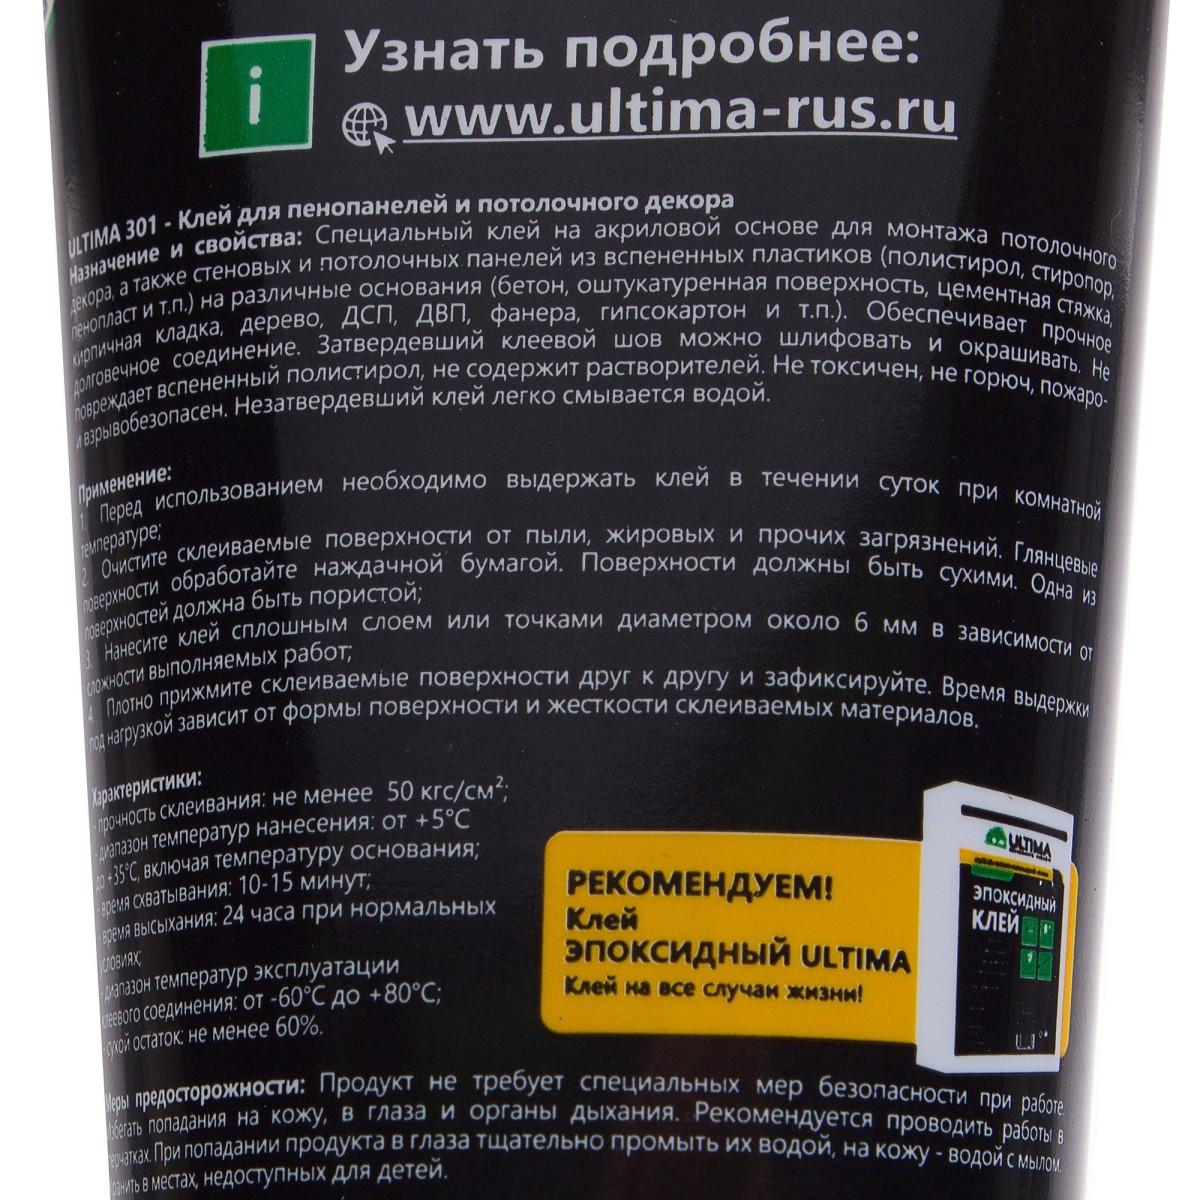 i
Узнать подробнее:
www.ultima-rus.ru
ULTIMA 301 - Клей для пенопанелей и потолочного декора
Назначение и свойства: Специальный клей на акриловой основе для монтажа потолочного
декора, а также стеновых и потолочных панелей из вспененных пластиков (полистирол, стиропор,
пенопласт и т.п.) на различные основания (бетон, оштукатуренная поверхность, цементная стяжка,
кирпичная кладка, дерево, ДСП, ДВП, фанера, гипсокартон и т.п.). Обеспечивает прочное
долговечное соединение. Затвердевший клеевой шов можно шлифовать и окрашивать. Не
повреждает вспененный полистирол, не содержит растворителей. Не токсичен, не горюч, пожаро-
и взрывобезопасен. Незатвердевший клей легко смывается водой.
Применение:
1. Перед использованием необходимо выдержать клей в течении суток при комнатной
температуре;
2. Очистите склеиваемые поверхности от пыли, жировых и прочих загрязнений. Глянцевые
поверхности обработайте наждачной бумагой. Поверхности должны быть сухими. Одна из
поверхностей должна быть пористой;
3. Нанесите клей сплошным слоем или точками диаметром около 6 мм в зависимости от
сложности выполняемых работ;
4. Плотно прижмите склеиваемые поверхности друг к другу и зафиксируйте. Время выдержки
под нагрузкой зависит от формы поверхности и жесткости склеиваемых материалов.
Характеристики:
- прочность склеивания: не менее 50 кгс/см²;
- диапазон температур нанесения: от +5°С
до +35°С, включая температуру основания;
- время схватывания: 10-15 минут;
- время высыхания: 24 часа при нормальных
условиях;
- диапазон температур эксплуатации
клеевого соединения: от -60°С до +80°С;
- сухой остаток: не менее 60%.
РЕКОМЕНДУЕМ!
Клей
ЭПОКСИДНЫЙ ULTIMA
Клей на все случаи жизни!
ULTIMA
ЭПОКСИДНЫЙ
КЛЕЙ
Меры предосторожности: Продукт не требует специальных мер безопасности при работе.
Избегать попадания на кожу, в глаза и органы дыхания. Рекомендуется проводить работы в
перчатках. При попадании продукта в глаза тщательно промыть их водой, на кожу - водой с мылом.
Хранить в местах, недоступных для детей.